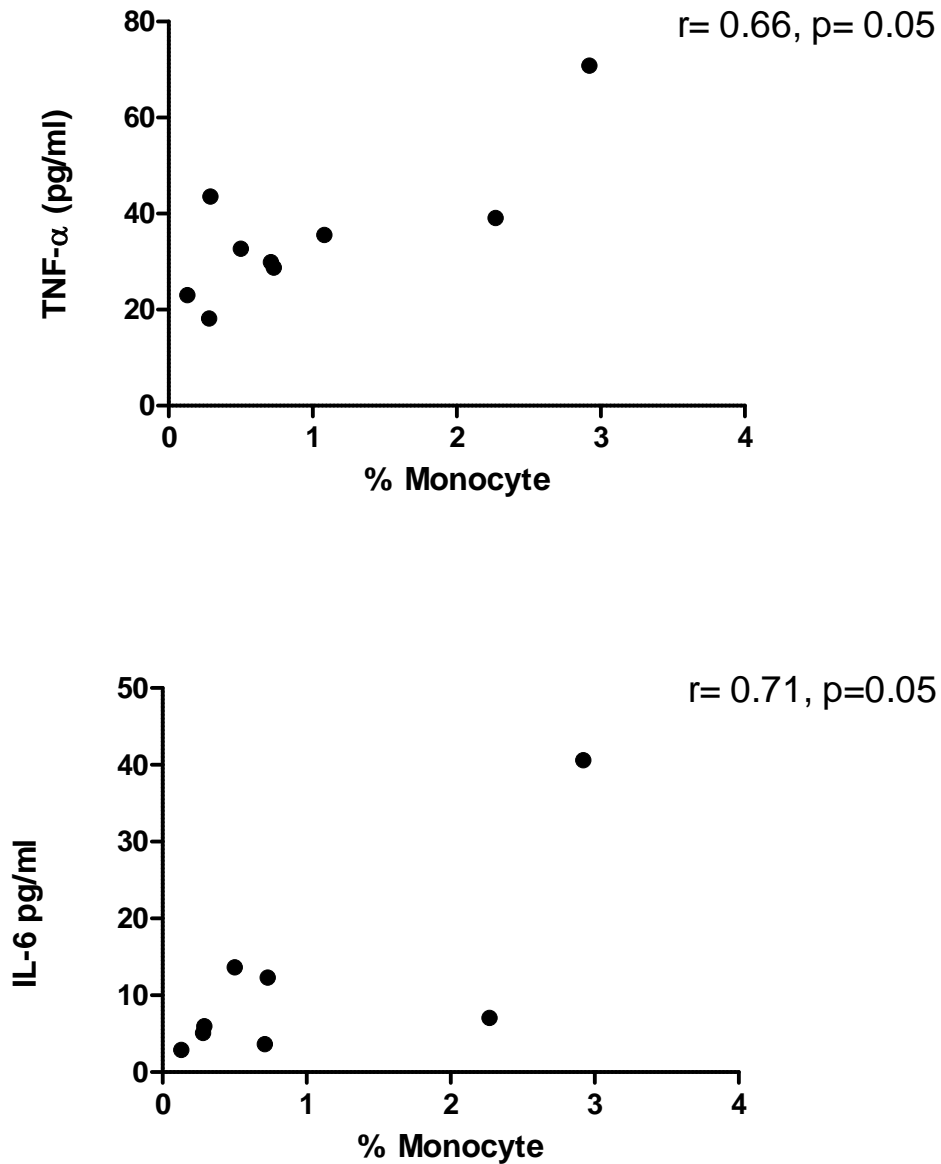 r= 0.66, p= 0.05
80
60
40
20
0
TNF-α (pg/ml)
0 1 2 3 4
% Monocyte
r= 0.71, p=0.05
50
40
30
20
10
0
IL-6 pg/ml
0 1 2 3 4
% Monocyte